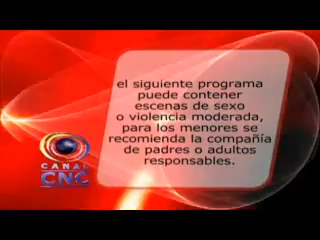 el siguiente programa
puede contener
escenas de sexo
o violencia moderada,
para los menores se
recomienda la compañía
de padres o adultos
responsables.
CANAL
CNC